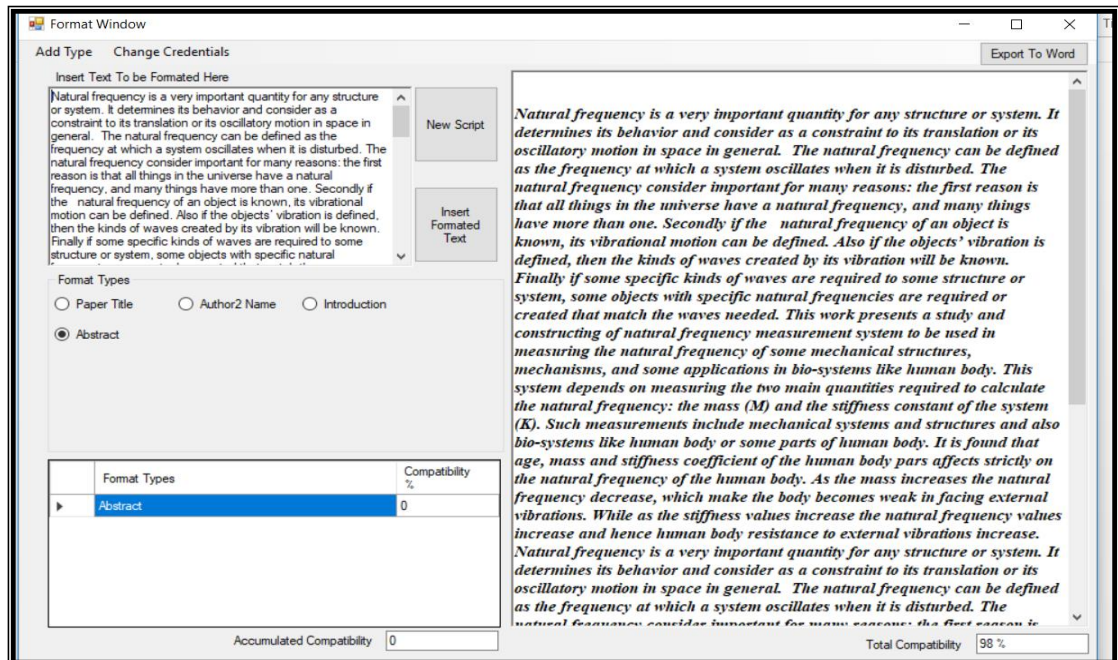 Format Window
Add Type Change Credentials
Export To Word
Insert Text To be Formated Here
Natural frequency is a very important quantity for any structure
or system. It determines its behavior and consider as a
constraint to its translation or its oscillatory motion in space in
general. The natural frequency can be defined as the
frequency at which a system oscillates when it is disturbed. The
natural frequency consider important for many reasons: the first
reason is that all things in the universe have a natural
frequency, and many things have more than one. Secondly if
the natural frequency of an object is known, its vibrational
motion can be defined. Also if the objects’ vibration is defined,
then the kinds of waves created by its vibration will be known.
Finally if some specific kinds of waves are required to some
structure or system, some objects with specific natural
New Script
Insert
Formated
Text
Format Types
Paper Title Author2 Name Introduction
Abstract
Format Types Compatibility
%
Abstract 0
Accumulated Compatibility 0
Natural frequency is a very important quantity for any structure or system. It
determines its behavior and consider as a constraint to its translation or its
oscillatory motion in space in general. The natural frequency can be defined
as the frequency at which a system oscillates when it is disturbed. The
natural frequency consider important for many reasons: the first reason is
that all things in the universe have a natural frequency, and many things
have more than one. Secondly if the natural frequency of an object is
known, its vibrational motion can be defined. Also if the objects’ vibration is
defined, then the kinds of waves created by its vibration will be known.
Finally if some specific kinds of waves are required to some structure or
system, some objects with specific natural frequencies are required or
created that match the waves needed. This work presents a study and
constructing of natural frequency measurement system to be used in
measuring the natural frequency of some mechanical structures,
mechanisms, and some applications in bio-systems like human body. This
system depends on measuring the two main quantities required to calculate
the natural frequency: the mass (M) and the stiffness constant of the system
(K). Such measurements include mechanical systems and structures and also
bio-systems like human body or some parts of human body. It is found that
age, mass and stiffness coefficient of the human body pars affects strictly on
the natural frequency of the human body. As the mass increases the natural
frequency decrease, which make the body becomes weak in facing external
vibrations. While as the stiffness values increase the natural frequency values
increase and hence human body resistance to external vibrations increase.
Natural frequency is a very important quantity for any structure or system. It
determines its behavior and consider as a constraint to its translation or its
oscillatory motion in space in general. The natural frequency can be defined
as the frequency at which a system oscillates when it is disturbed. The
natural frequency consider important for many reasons: the first reason is
Total Compatibility 98 %